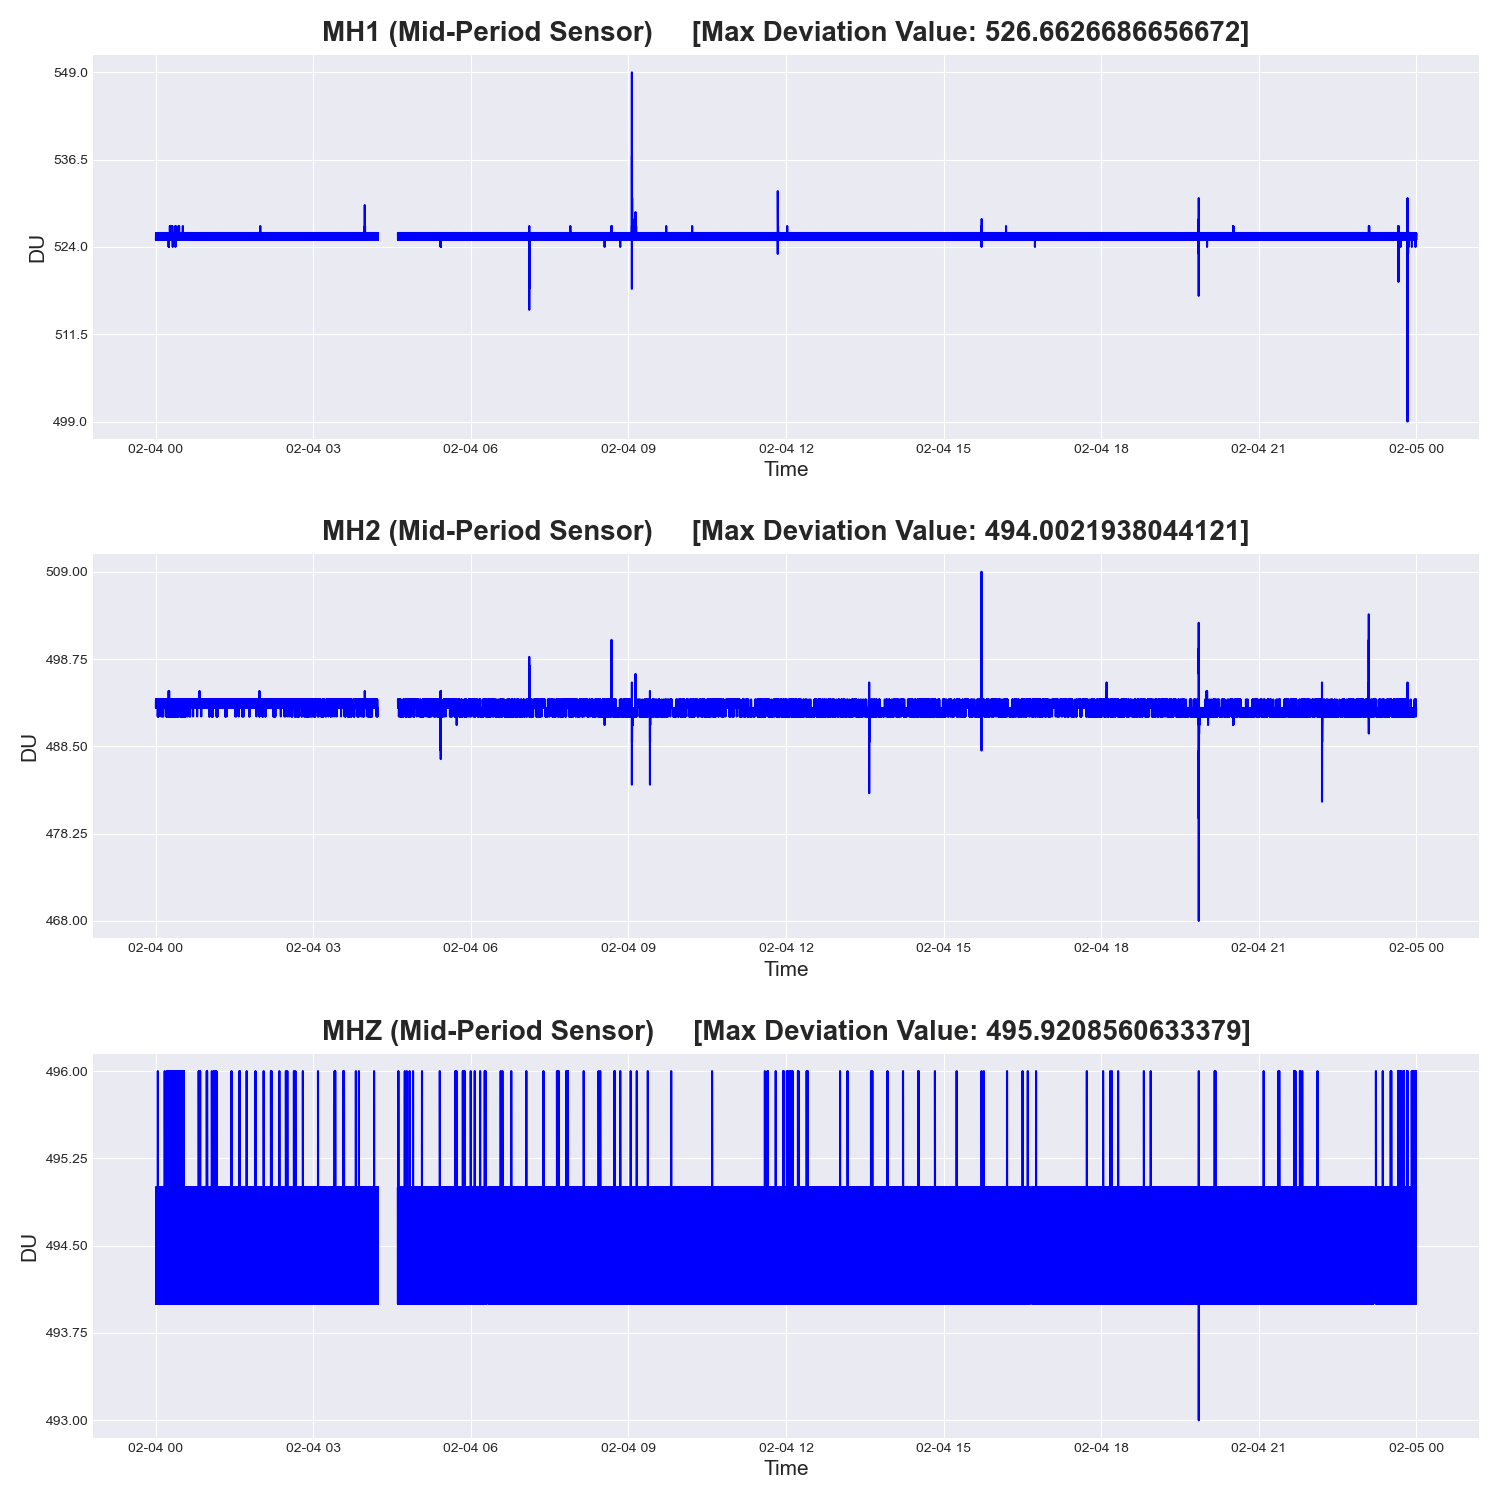 MH1 (Mid-Period Sensor) [Max Deviation Value: 526.6626686656672]
549.0
536.5
524.0
511.5
499.0
DU
02-04 00 02-04 03 02-04 06 02-04 09 02-04 12 02-04 15 02-04 18 02-04 21 02-05 00
Time
MH2 (Mid-Period Sensor) [Max Deviation Value: 494.0021938044121]
509.00
498.75
488.50
478.25
468.00
DU
02-04 00 02-04 03 02-04 06 02-04 09 02-04 12 02-04 15 02-04 18 02-04 21 02-05 00
Time
MHZ (Mid-Period Sensor) [Max Deviation Value: 495.9208560633379]
496.00
495.25
494.50
493.75
493.00
DU
02-04 00 02-04 03 02-04 06 02-04 09 02-04 12 02-04 15 02-04 18 02-04 21 02-05 00
Time